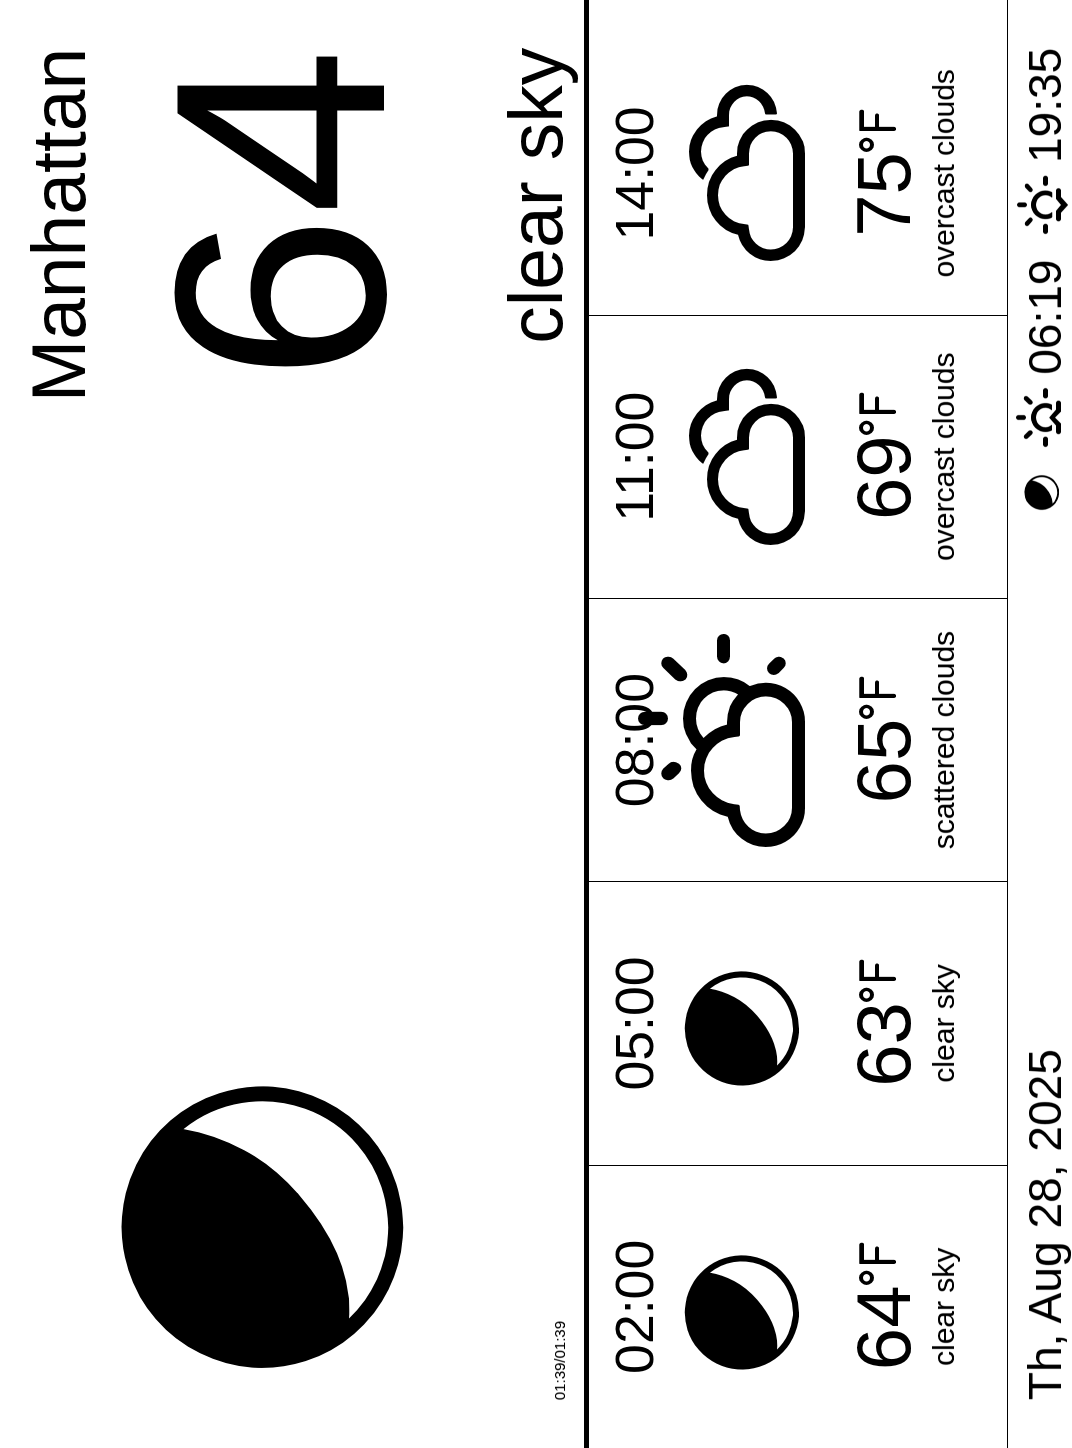 Manhattan
64
clear sky
01:39/01:39
02:00
64°F
clear sky
05:00
63°F
clear sky
08:00
65°F
scattered clouds
11:00
69°F
overcast clouds
14:00
75°F
overcast clouds
Th, Aug 28, 2025
06:19
19:35